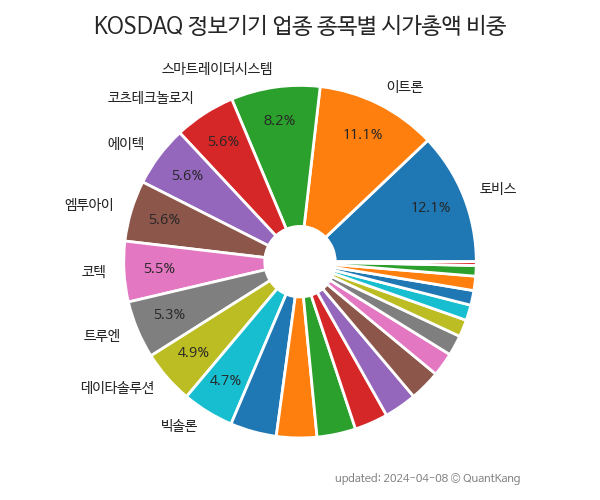 KOSDAQ 정보기기 업종 종목별 시가총액 비중
스마트레이더시스템
이트론
코츠테크놀로지
8.2%
11.1%
5.6%
에이텍
5.6%
토비스
12.1%
엠투아이
5.6%
코텍
5.5%
5.3%
트루엔
4.9%
4.7%
데이타솔루션
빅솔론
updated: 2024-04-08 © QuantKang